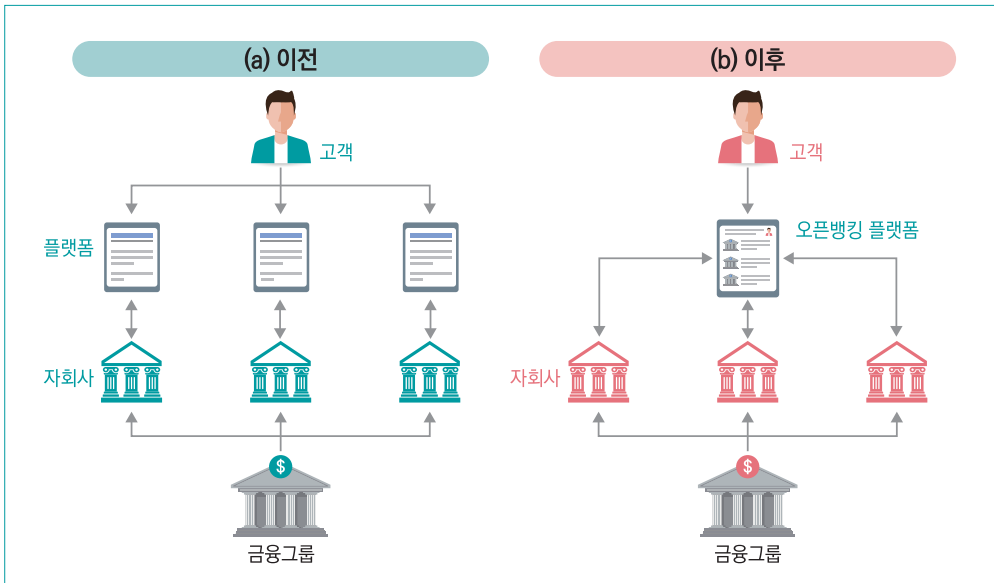 (a) 이전
고객
플랫폼
자회사
$
금융그룹
(b) 이후
고객
오픈뱅킹 플랫폼
자회사
$
금융그룹